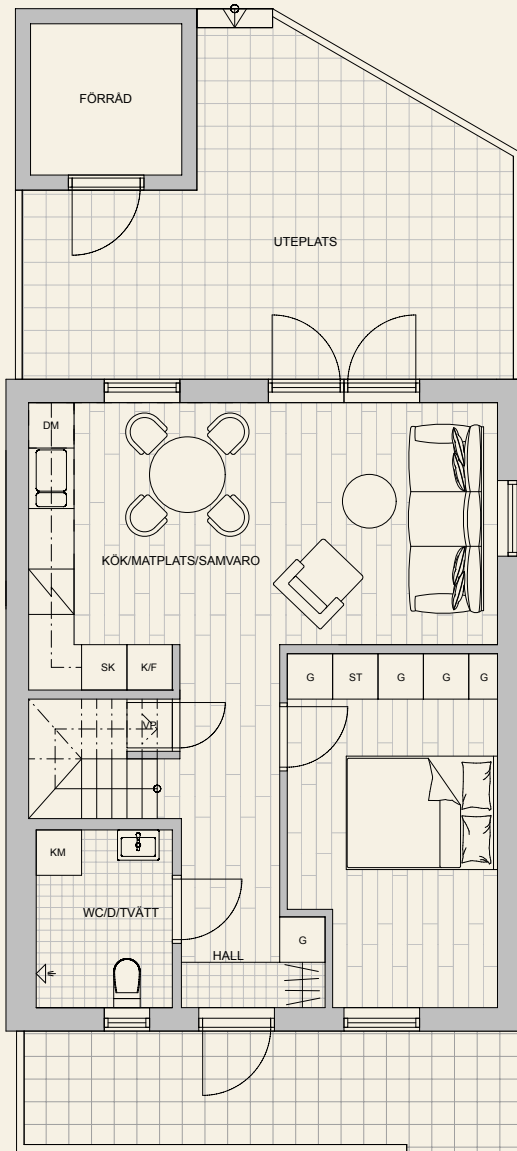 FÖRRÅD
UTEPLATS
DM
KÖK/MATPLATS/SAMVARO
SK
K/F
G
ST
G
G
G
VP
KM
WC/D/TVÄTT
G
HALL